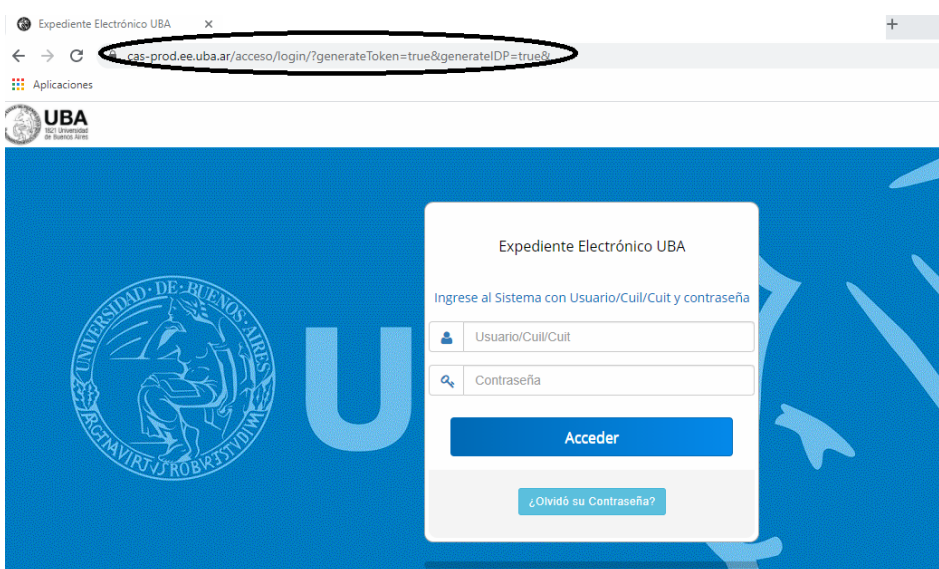 Expediente Electrónico UBA
cas-prod.ee.uba.ar/acceso/login/?generateToken=true&generateIDP=true&
Aplicaciones
UBA
1821 Universidad
de Buenos Aires
UNIVERSIDAD·DE·BUENOS·AIRES
ARGTM·VIRTVS·ROBVR·ET·STVDIVM
U
Expediente Electrónico UBA
Ingrese al Sistema con Usuario/Cuil/Cuit y contraseña
Usuario/Cuil/Cuit
Contraseña
Acceder
¿Olvidó su Contraseña?